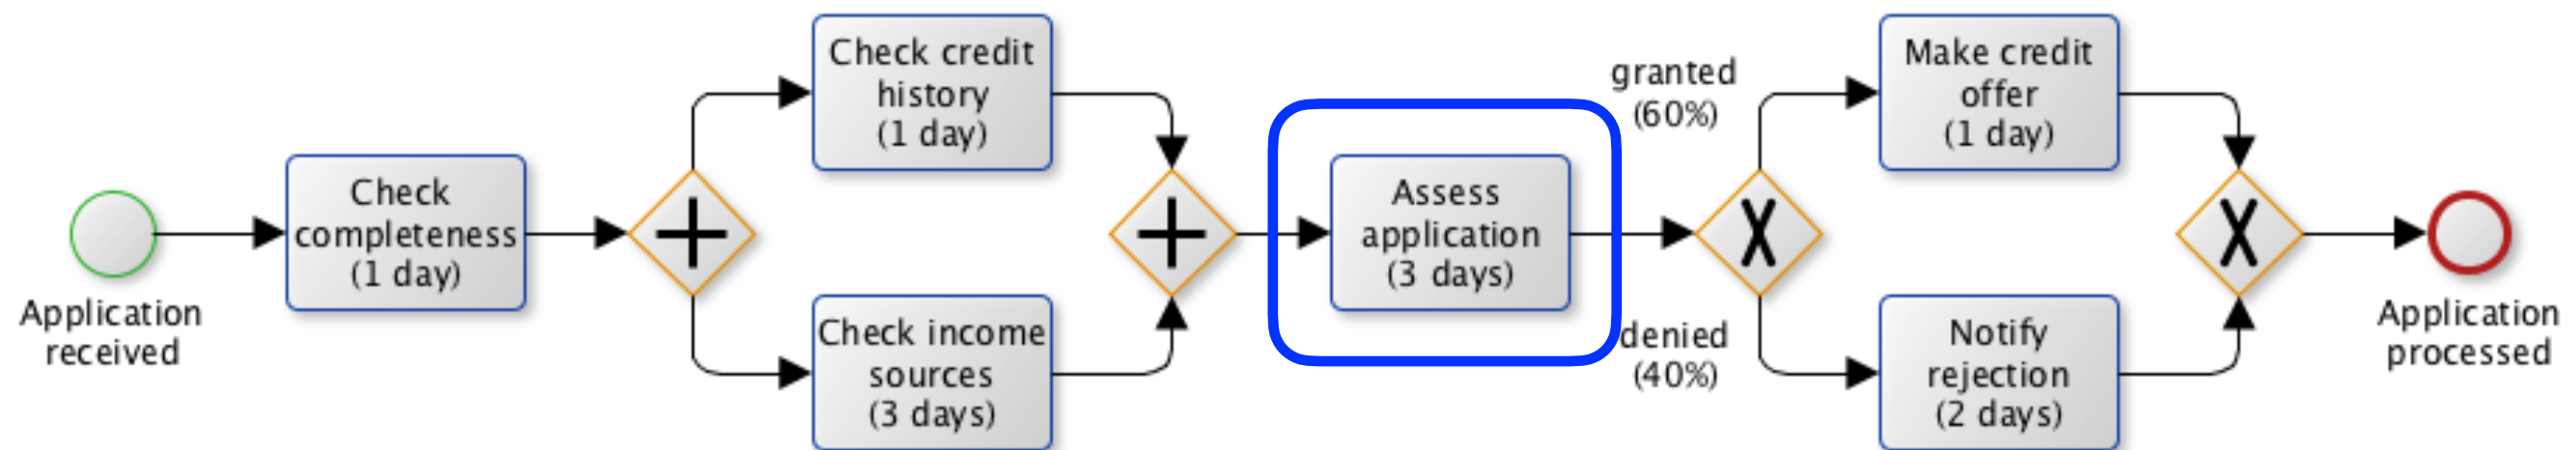 Application
received
Check
completeness
(1 day)
Check credit
history
(1 day)
Check income
sources
(3 days)
Assess
application
(3 days)
granted
(60%)
denied
(40%)
Make credit
offer
(1 day)
Notify
rejection
(2 days)
Application
processed